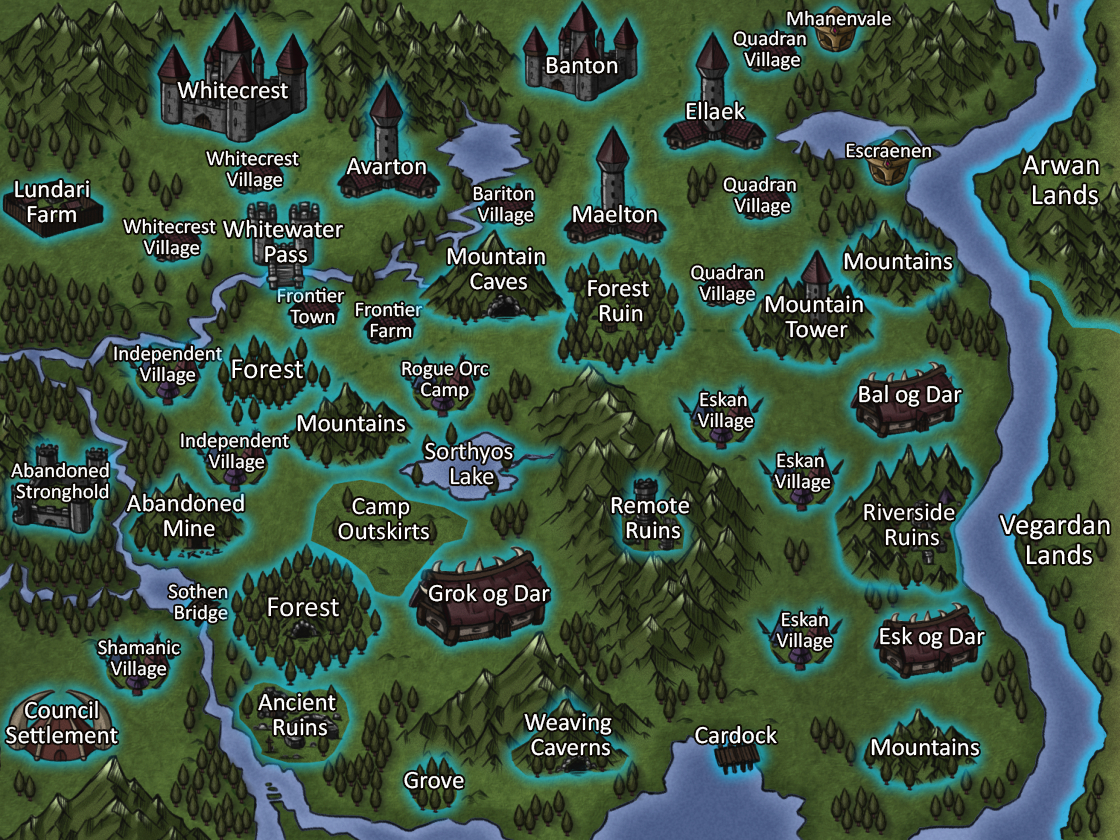 Mhanenvale
Quadran
Village
Banton
Whitecrest
Ellaek
Escraenen
Whitecrest
Village
Avarton
Arwan
Lands
Lundari
Farm
Bariton
Village
Quadran
Village
Maelton
Whitecrest
Village
Whitewater
Pass
Mountain
Caves
Mountains
Quadran
Village
Forest
Ruin
Frontier
Town
Frontier
Farm
Mountain
Tower
Independent
Village
Forest
Rogue Orc
Camp
Bal og Dar
Eskan
Village
Mountains
Independent
Village
Sorthyos
Lake
Eskan
Village
Abandoned
Stronghold
Abandoned
Mine
Camp
Outskirts
Remote
Ruins
Riverside
Ruins
Vegardan
Lands
Sothen
Bridge
Forest
Grok og Dar
Eskan
Village
Esk og Dar
Shamanic
Village
Council
Settlement
Ancient
Ruins
Weaving
Caverns
Cardock
Mountains
Grove